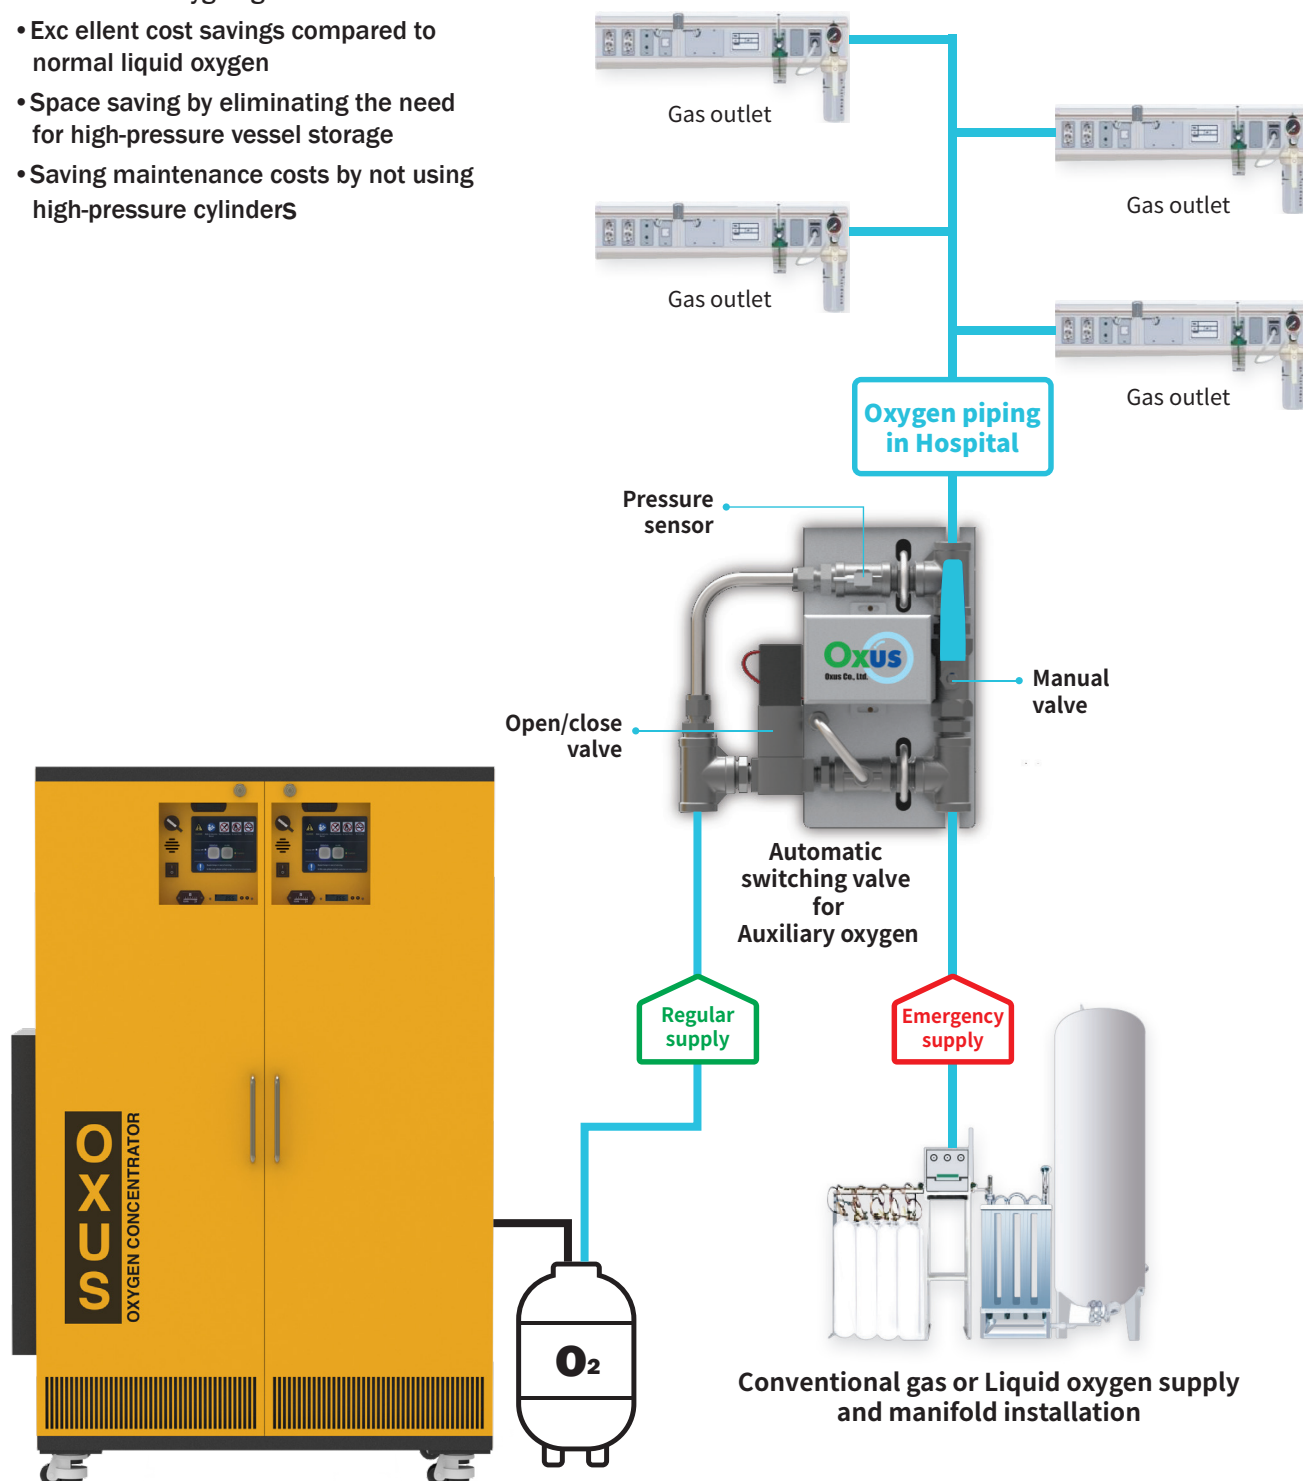 • Exc ellent cost savings compared to
normal liquid oxygen
• Space saving by eliminating the need
for high-pressure vessel storage
• Saving maintenance costs by not using
high-pressure cylinders
Gas outlet
Gas outlet
Gas outlet
Gas outlet
Oxygen piping
in Hospital
Pressure
sensor
Oxus
Oxus Co., Ltd.
Manual
valve
Open/close
valve
Automatic
switching valve
for
Auxiliary oxygen
Regular
supply
Emergency
supply
OXUS
OXYGEN CONCENTRATOR
O2
Conventional gas or Liquid oxygen supply
and manifold installation